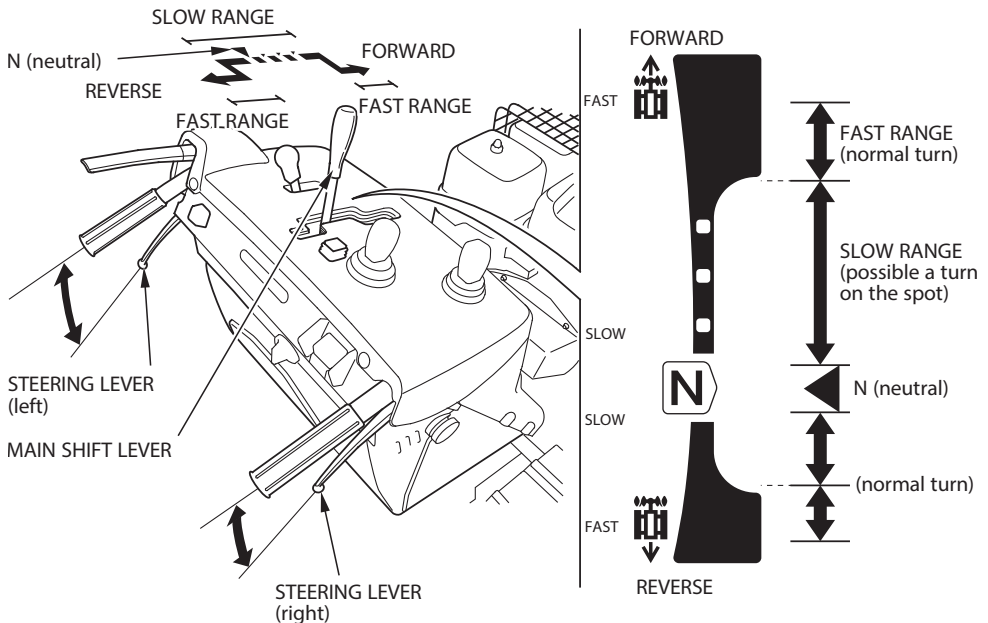 SLOW RANGE
N (neutral)
FORWARD
REVERSE
FAST RANGE
FAST RANGE
STEERING LEVER
(left)
MAIN SHIFT LEVER
STEERING LEVER
(right)
FORWARD
FAST
FAST RANGE
(normal turn)
SLOW RANGE
(possible a turn
on the spot)
SLOW
N
N (neutral)
SLOW
(normal turn)
FAST
REVERSE